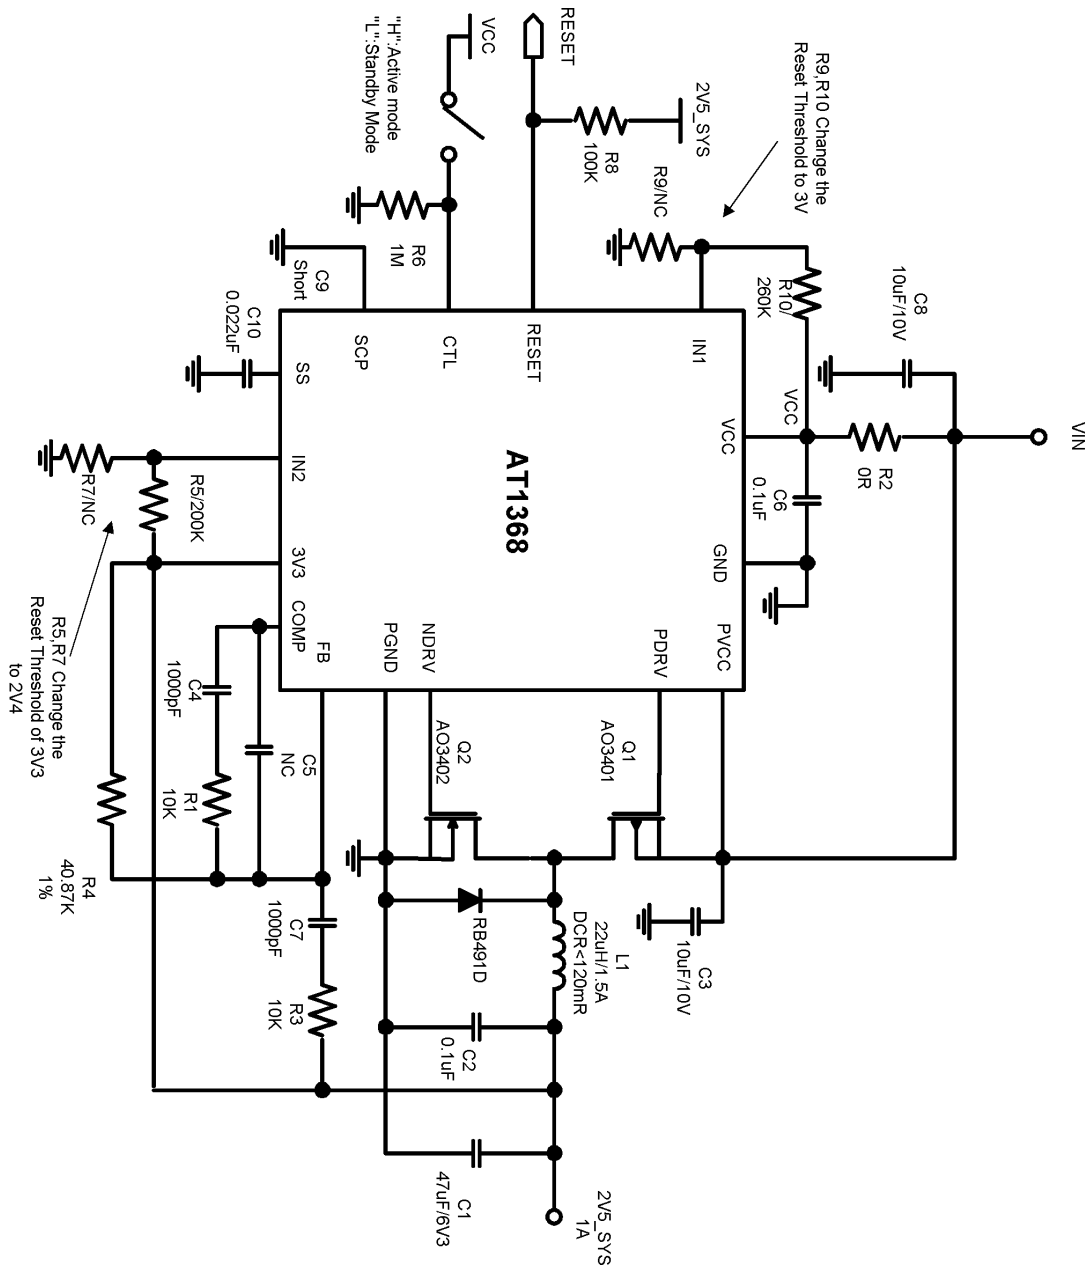 "H":Active mode
"L":Standby Mode
VCC
RESET
2V5_SYS
R8
100K
R9,R10 Change the
Reset Threshold to 3V
R9/NC
R6
1M
C9
Short
R10/
260K
C8
10uF/10V
VIN
C10
0.022uF
SCP
CTL
RESET
IN1
SS
VCC
VCC
R2
0R
AT1368
IN2
R7/NC
R5/200K
C6
0.1uF
3V3
GND
COMP
FB
PGND
NDRV
PDRV
PVCC
R5,R7 Change the
Reset Threshold of 3V3
to 2V4
C4
1000pF
C5
NC
Q2
AO3402
Q1
AO3401
R1
10K
R4
40.87K
1%
C7
1000pF
RB491D
L1
22uH/1.5A
DCR<120mR
C3
10uF/10V
R3
10K
C2
0.1uF
C1
47uF/6V3
2V5_SYS
1A